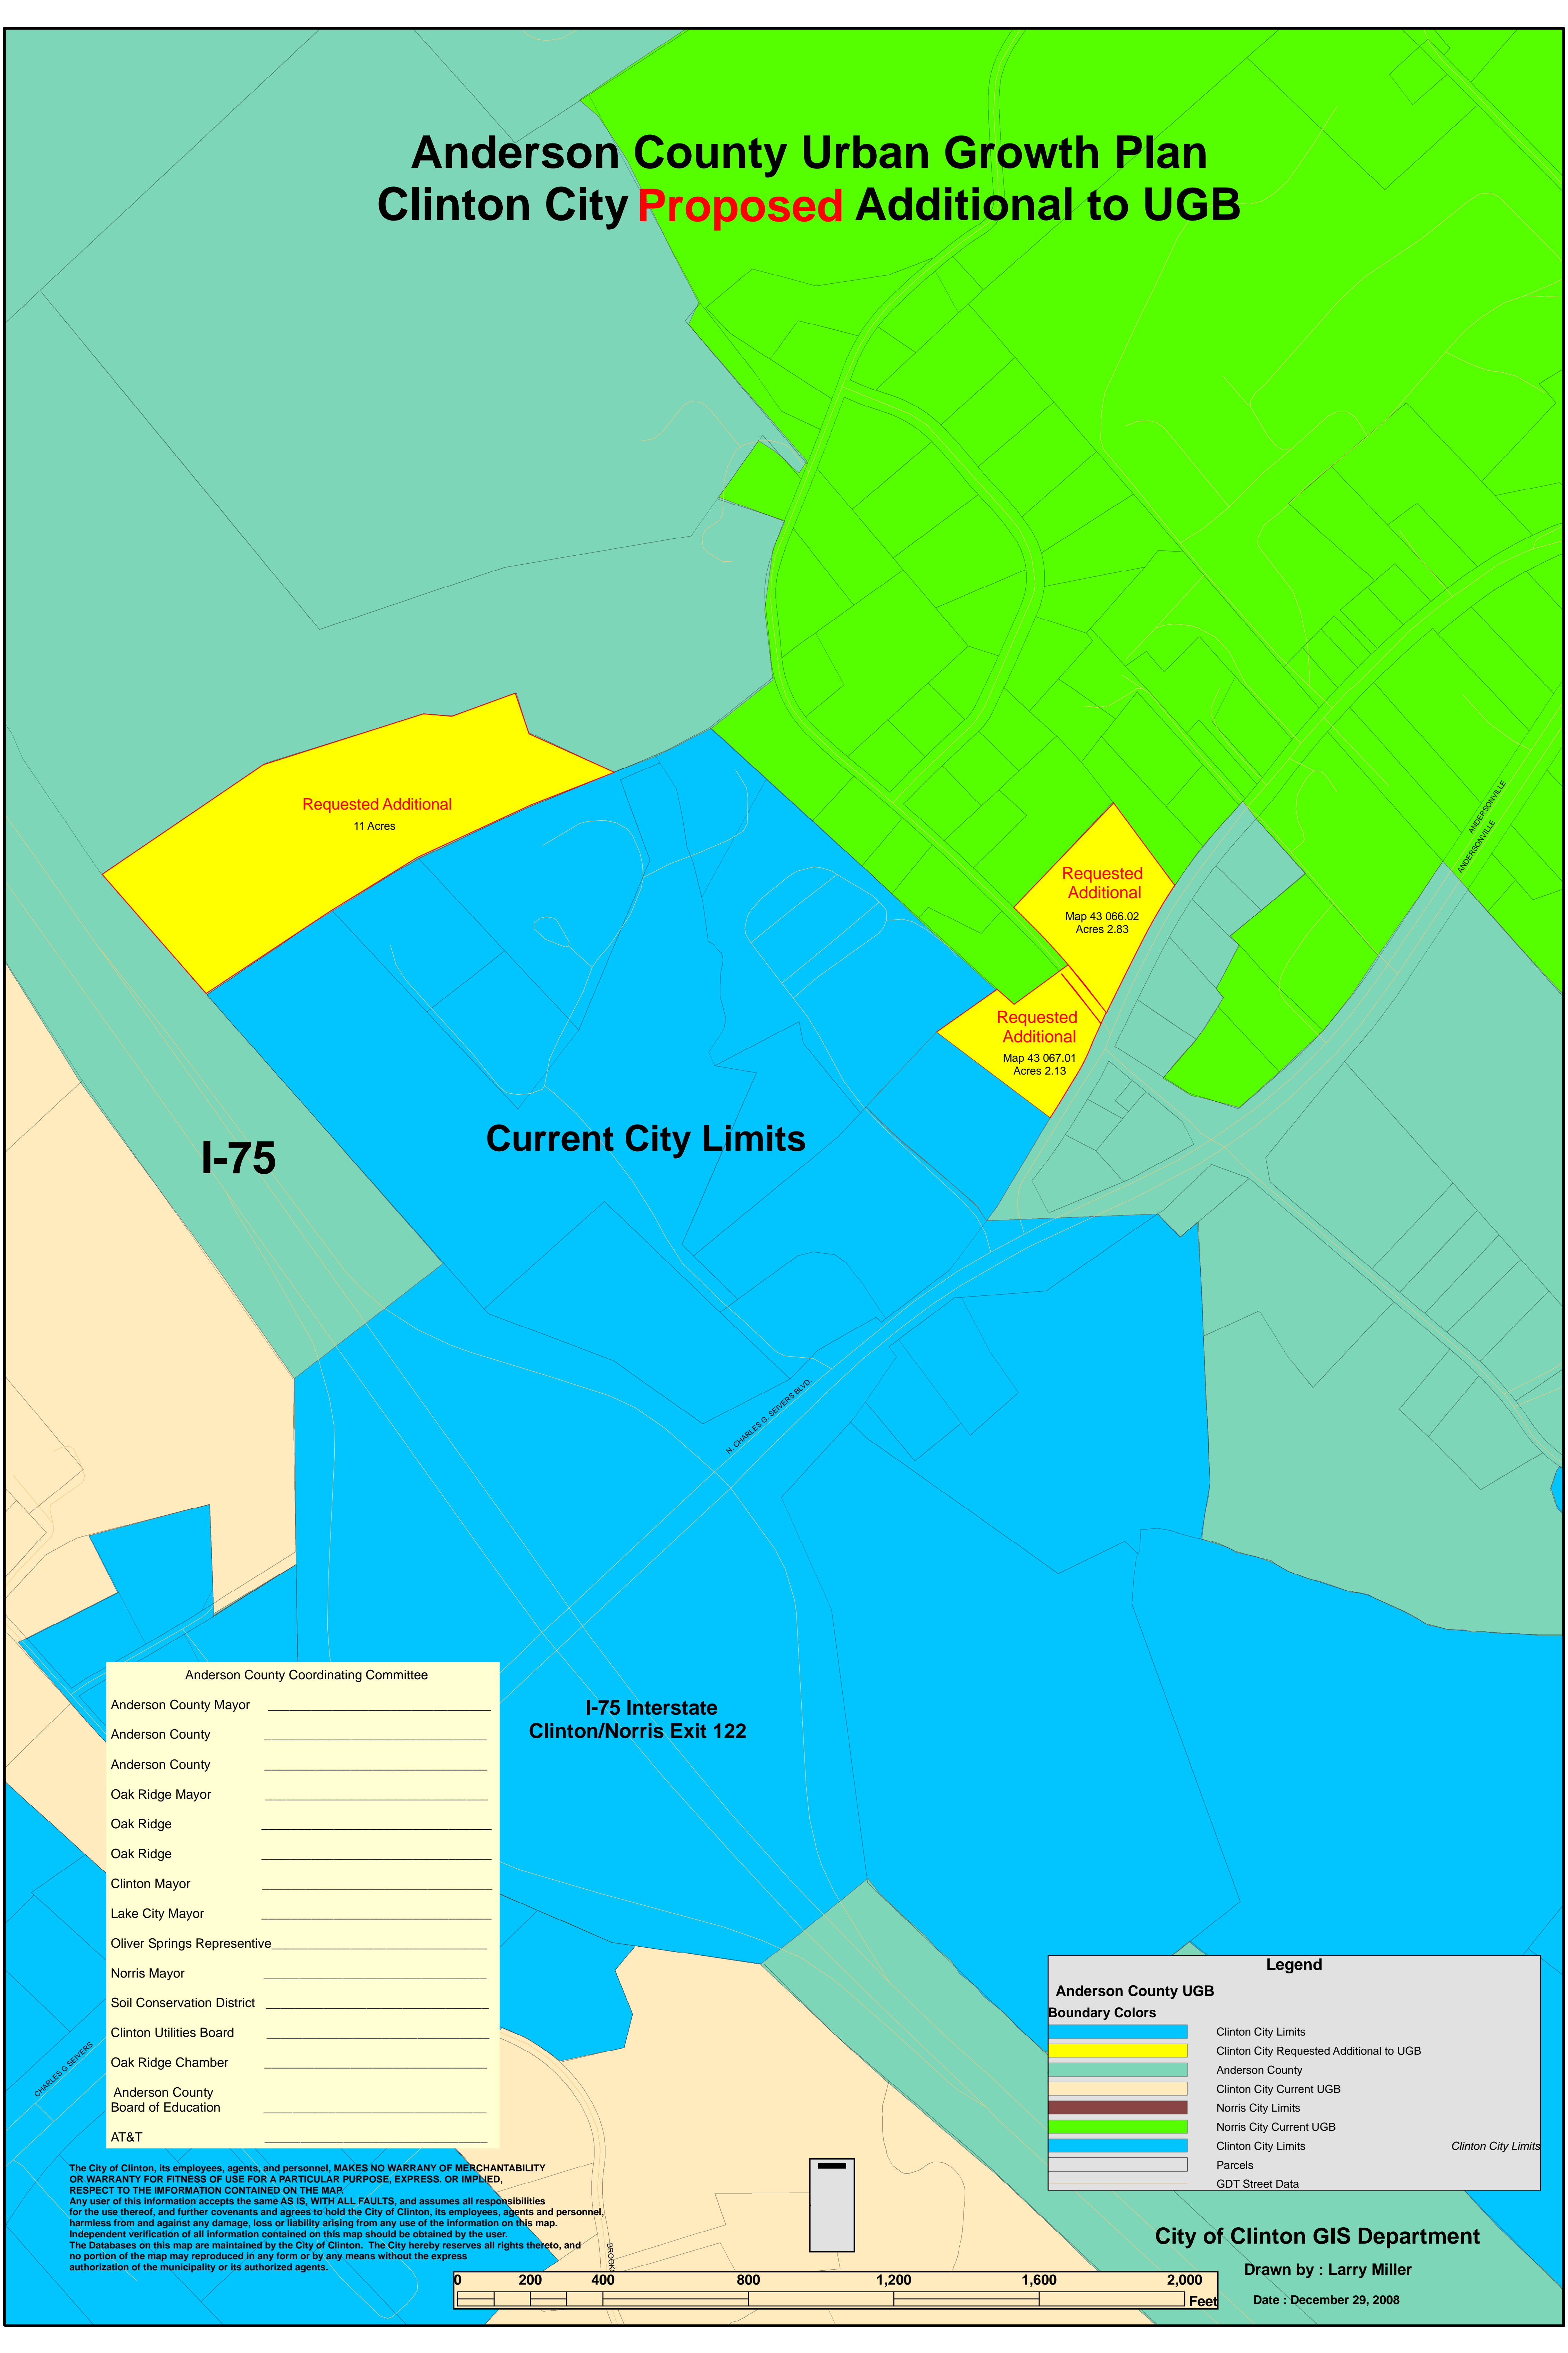 Anderson County Urban Growth Plan
Clinton City Proposed Additional to UGB
ANDERSONVILLE
ANDERSONVILLE
Requested Additional
11 Acres
Requested
Additional
Map 43 066.02
Acres 2.83
Requested
Additional
Map 43 067.01
Acres 2.13
I-75
Current City Limits
N. CHARLES G. SEIVERS BLVD.
I-75 Interstate
Clinton/Norris Exit 122
Anderson County Coordinating Committee
Anderson County Mayor
Anderson County
Anderson County
Oak Ridge Mayor
Oak Ridge
Oak Ridge
Clinton Mayor
Lake City Mayor
Oliver Springs Representive
Norris Mayor
Soil Conservation District
Clinton Utilities Board
Oak Ridge Chamber
Anderson County
Board of Education
AT&T
CHARLES G SEIVERS
Legend
Anderson County UGB
Boundary Colors
Clinton City Limits
Clinton City Requested Additional to UGB
Anderson County
Clinton City Current UGB
Norris City Limits
Norris City Current UGB
Clinton City Limits Clinton City Limits
Parcels
GDT Street Data
The City of Clinton, its employees, agents, and personnel, MAKES NO WARRANY OF MERCHANTABILITY
OR WARRANTY FOR FITNESS OF USE FOR A PARTICULAR PURPOSE, EXPRESS. OR IMPLIED,
RESPECT TO THE IMFORMATION CONTAINED ON THE MAP.
Any user of this information accepts the same AS IS, WITH ALL FAULTS, and assumes all responsibilities
for the use thereof, and further covenants and agrees to hold the City of Clinton, its employees, agents and personnel,
harmless from and against any damage, loss or liability arising from any use of the information on this map.
Independent verification of all information contained on this map should be obtained by the user.
The Databases on this map are maintained by the City of Clinton. The City hereby reserves all rights thereto, and
no portion of the map may reproduced in any form or by any means without the express
authorization of the municipality or its authorized agents.
BROOK
0 200 400 800 1,200 1,600 2,000
Feet
City of Clinton GIS Department
Drawn by : Larry Miller
Date : December 29, 2008